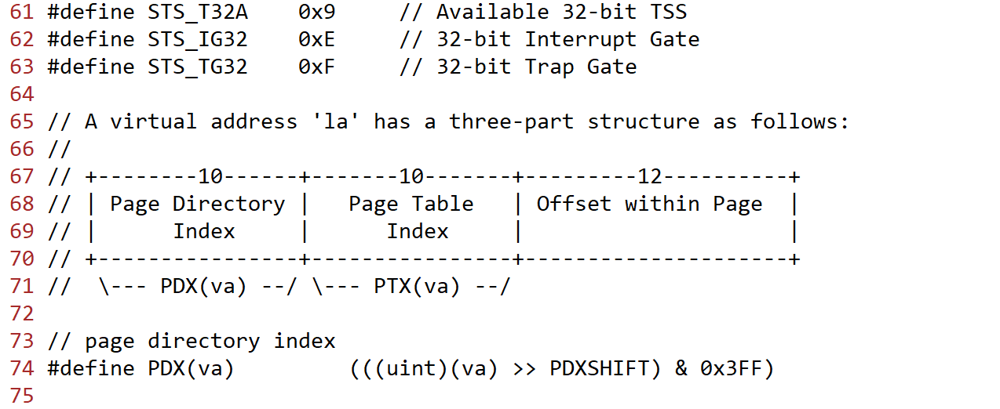 61 #define STS_T32A    0x9     // Available 32-bit TSS
62 #define STS_IG32    0xE     // 32-bit Interrupt Gate
63 #define STS_TG32    0xF     // 32-bit Trap Gate
64
65 // A virtual address 'la' has a three-part structure as follows:
66 //
67 // +--------10------+-------10-------+---------12----------+
68 // | Page Directory |   Page Table   | Offset within Page  |
69 // |      Index     |      Index     |                     |
70 // +----------------+----------------+---------------------+
71 //  \--- PDX(va) --/ \--- PTX(va) --/
72
73 // page directory index
74 #define PDX(va)         (((uint)(va) >> PDXSHIFT) & 0x3FF)
75